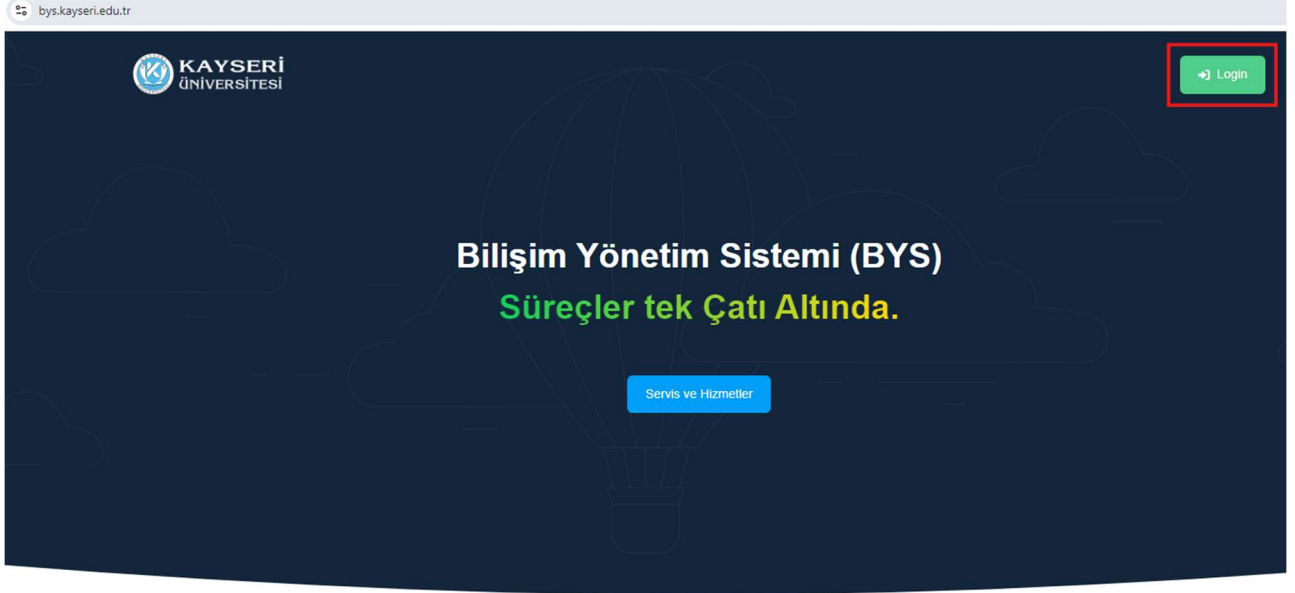 bys.kayseri.edu.tr
KAYSERİ
ÜNİVERSİTESİ
Login
Bilişim Yönetim Sistemi (BYS)
Süreçler tek Çatı Altında.
Servis ve Hizmetler